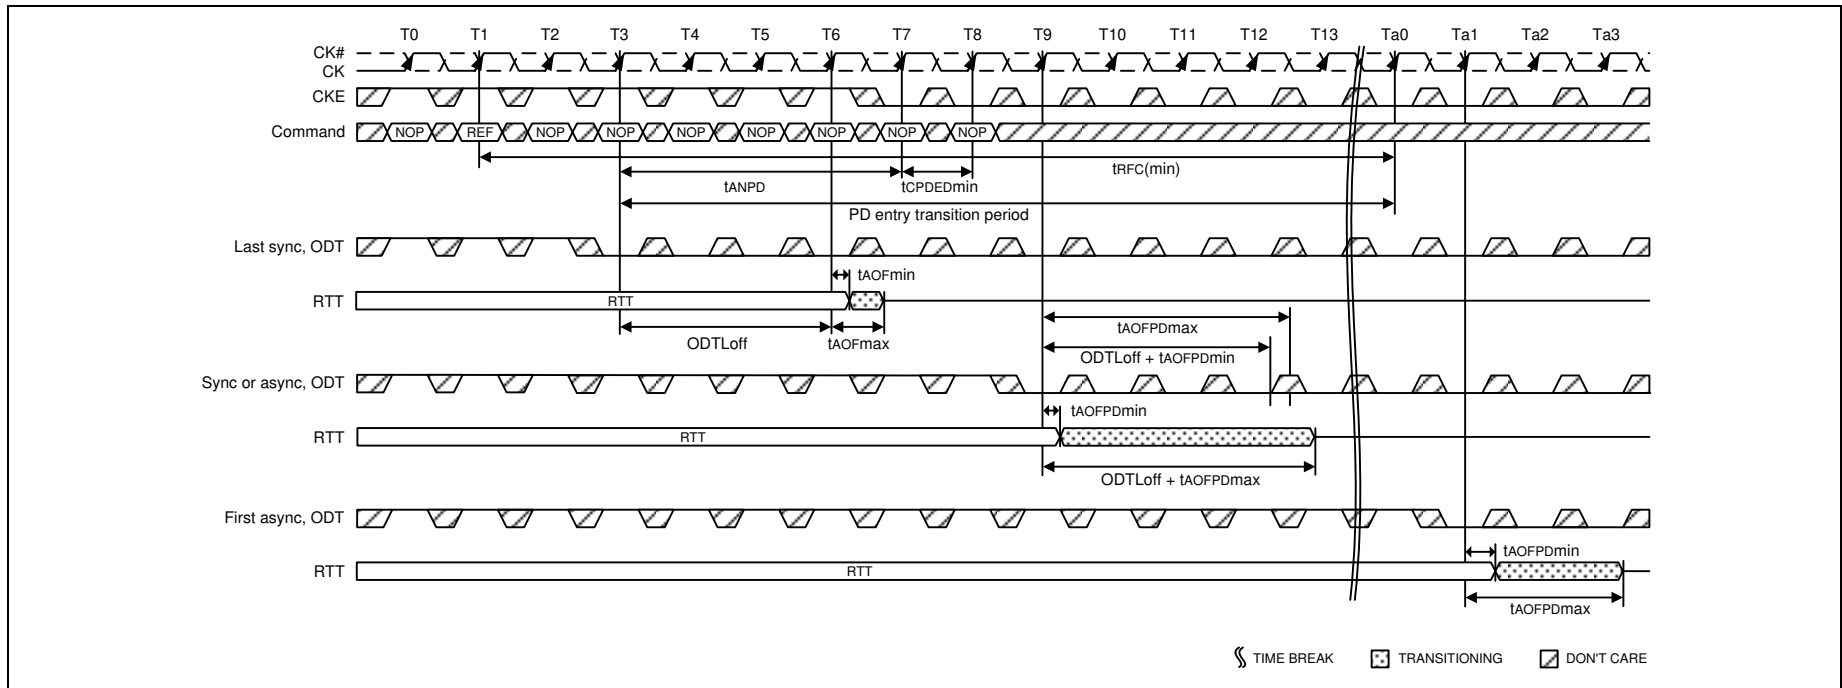 T0 T1 T2 T3 T4 T5 T6 T7 T8 T9 T10 T11 T12 T13 Ta0 Ta1 Ta2 Ta3
CK#
CK
CKE
Command NOP REF NOP NOP NOP NOP NOP NOP NOP
tRFC(min)
tANPD tCPDEDmin
PD entry transition period
Last sync, ODT
tAOFmin
RTT RTT
ODTLoff tAOFmax
tAOFPDmax
ODTLoff + tAOFPDmin
Sync or async, ODT
tAOFPDmin
RTT RTT
ODTLoff + tAOFPDmax
First async, ODT
tAOFPDmin
RTT RTT
tAOFPDmax
TIME BREAK TRANSITIONING DON'T CARE